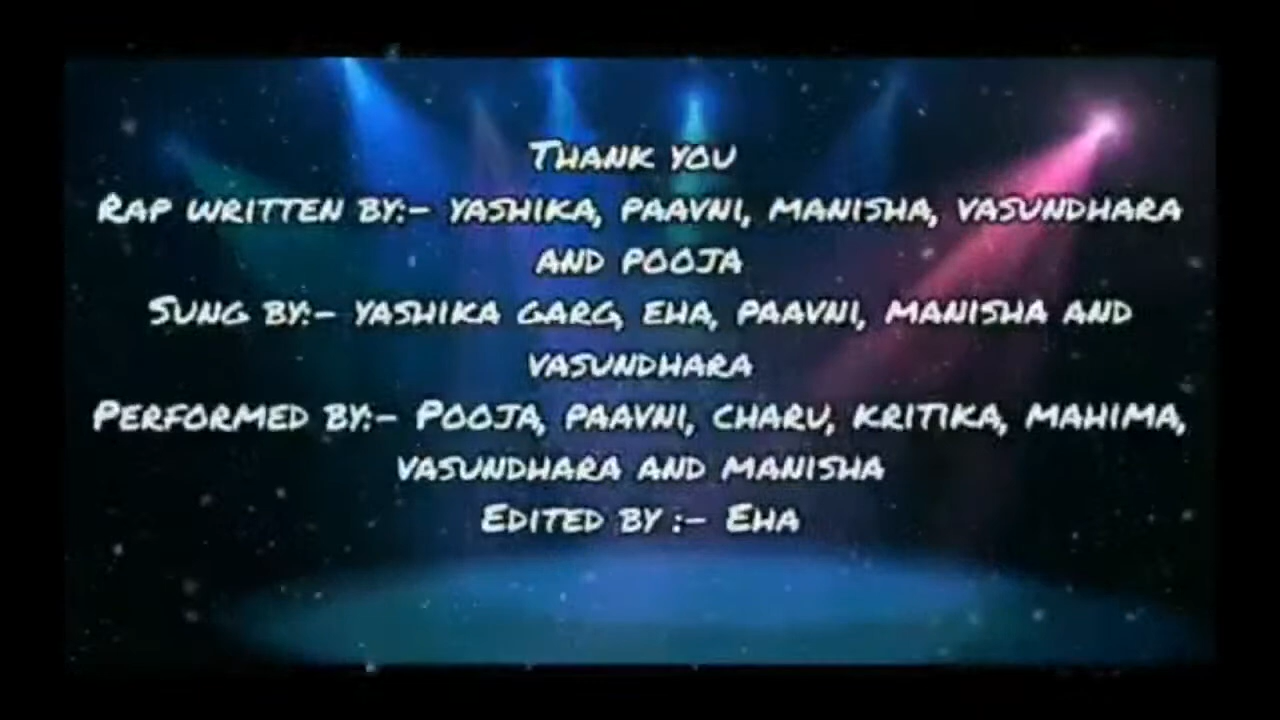 Thank you
Rap written by:- yashika, paavni, manisha, vasundhara
and pooja
Sung by:- yashika garg, eha, paavni, manisha and
vasundhara
Performed by:- Pooja, paavni, charu, kritika, mahima,
vasundhara and manisha
Edited by :- Eha